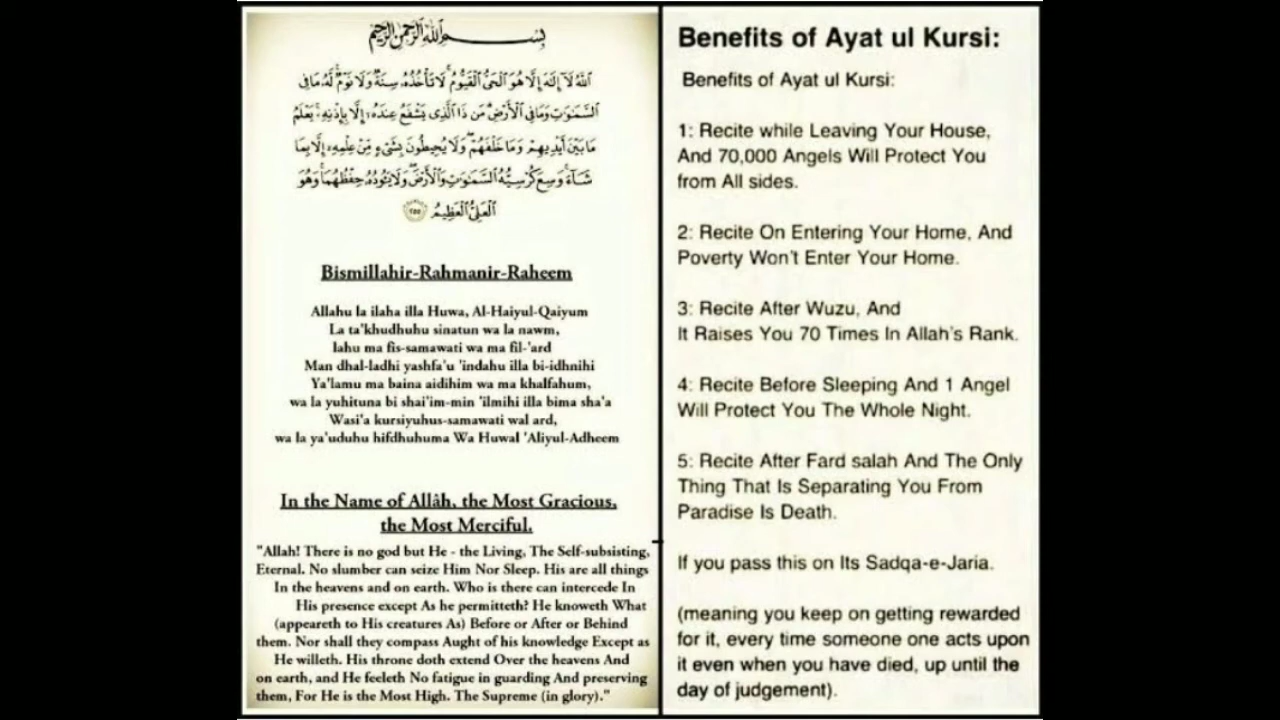 بِسْمِ اللَّهِ الرَّحْمَٰنِ الرَّحِيمِ
اللَّهُ لَا إِلَٰهَ إِلَّا هُوَ الْحَيُّ الْقَيُّومُ ۚ لَا تَأْخُذُهُ سِنَةٌ وَلَا نَوْمٌ ۚ لَّهُ مَا فِي
السَّمَٰوَٰتِ وَمَا فِي الْأَرْضِ ۗ مَن ذَا الَّذِي يَشْفَعُ عِندَهُ إِلَّا بِإِذْنِهِ ۚ يَعْلَمُ
مَا بَيْنَ أَيْدِيهِمْ وَمَا خَلْفَهُمْ ۖ وَلَا يُحِيطُونَ بِشَيْءٍ مِّنْ عِلْمِهِ إِلَّا بِمَا
شَاءَ ۚ وَسِعَ كُرْسِيُّهُ السَّمَٰوَٰتِ وَالْأَرْضَ ۖ وَلَا يَئُودُهُ حِفْظُهُمَا ۚ وَهُوَ
الْعَلِيُّ الْعَظِيمُ ٢٥٥
Bismillahir-Rahmanir-Raheem
Allahu la ilaha illa Huwa, Al-Haiyul-Qaiyum
La ta'khudhuhu sinatun wa la nawm,
lahu ma fis-samawati wa ma fil-'ard
Man dhal-ladhi yashfa'u 'indahu illa bi-idhnihi
Ya'lamu ma baina aidihim wa ma khalfahum,
wa la yuhituna bi shai'im-min 'ilmihi illa bima sha'a
Wasi'a kursiyuhus-samawati wal ard,
wa la ya'uduhu hifdhuhuma Wa Huwal 'Aliyul-Adheem
In the Name of Allâh, the Most Gracious,
the Most Merciful.
"Allah! There is no god but He - the Living, The Self-subsisting,
Eternal. No slumber can seize Him Nor Sleep. His are all things
In the heavens and on earth. Who is there can intercede In
His presence except As he permitteth? He knoweth What
(appeareth to His creatures As) Before or After or Behind
them. Nor shall they compass Aught of his knowledge Except as
He willeth. His throne doth extend Over the heavens And
on earth, and He feeleth No fatigue in guarding And preserving
them, For He is the Most High. The Supreme (in glory)."
Benefits of Ayat ul Kursi:
Benefits of Ayat ul Kursi:
1: Recite while Leaving Your House,
And 70,000 Angels Will Protect You
from All sides.
2: Recite On Entering Your Home, And
Poverty Won't Enter Your Home.
3: Recite After Wuzu, And
It Raises You 70 Times In Allah's Rank.
4: Recite Before Sleeping And 1 Angel
Will Protect You The Whole Night.
5: Recite After Fard salah And The Only
Thing That Is Separating You From
Paradise Is Death.
If you pass this on Its Sadqa-e-Jaria.
(meaning you keep on getting rewarded
for it, every time someone one acts upon
it even when you have died, up until the
day of judgement).